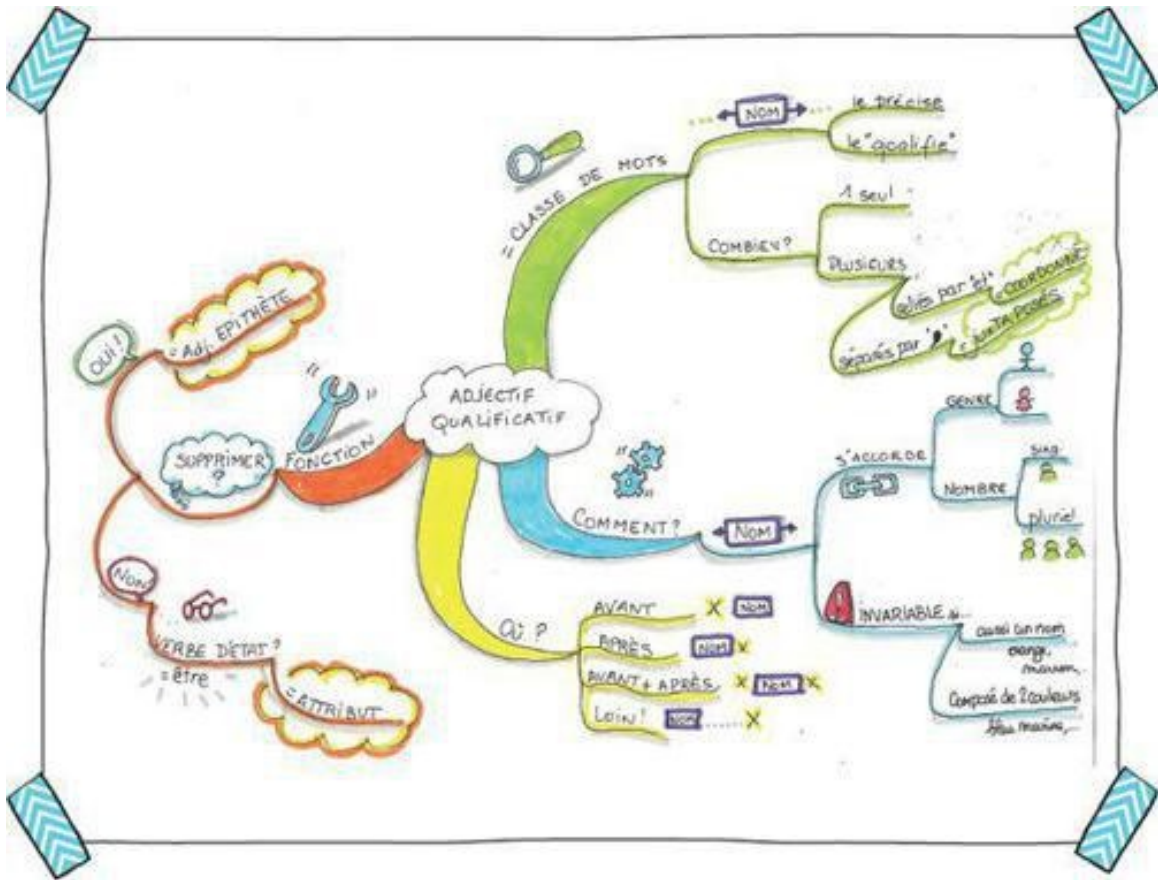 ADJECTIF
QUALIFICATIF
= CLASSE DE MOTS
NOM
le précise
le "qualifie"
COMBIEN ?
1 seul
PLUSIEURS
reliés par "et" = COORDONNÉ
séparés par "," = JUXTAPOSÉS
COMMENT ?
NOM
S'ACCORDE
GENRE
NOMBRE
sing.
pluriel
INVARIABLE si...
aussi un nom
orange,
marron...
Composé de 2 couleurs
bleu marine,...
OÙ ?
AVANT X NOM
APRÈS NOM X
AVANT + APRÈS X NOM X
LOIN ! NOM ....... X
FONCTION
SUPPRIMER
?
OUI !
= Adj. EPITHÈTE
NON
VERBE D'ÉTAT ?
= être
= ATTRIBUT